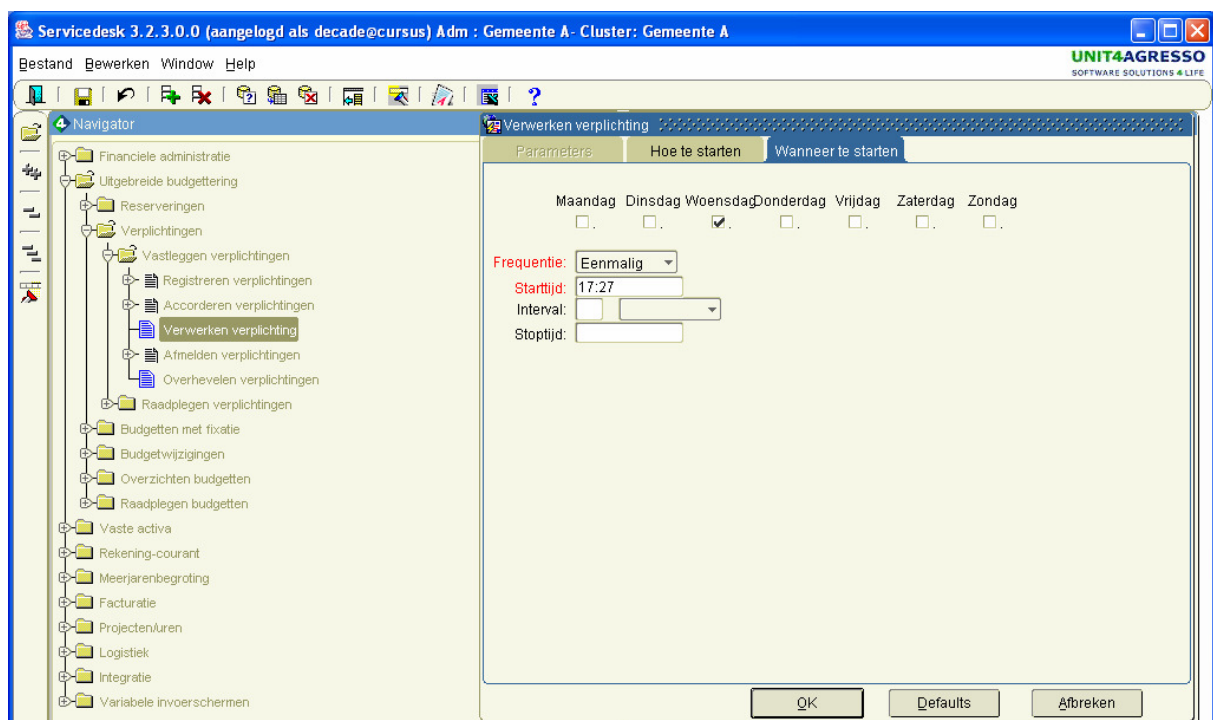 Servicedesk 3.2.3.0.0 (aangelogd als decade@cursus) Adm : Gemeente A- Cluster: Gemeente A
Bestand Bewerken Window Help
UNIT4AGRESSO
SOFTWARE SOLUTIONS 4 LIFE
Navigator
Financiele administratie
Uitgebreide budgettering
Reserveringen
Verplichtingen
Vastleggen verplichtingen
Registreren verplichtingen
Accorderen verplichtingen
Verwerken verplichting
Afmelden verplichtingen
Overhevelen verplichtingen
Raadplegen verplichtingen
Budgetten met fixatie
Budgetwijzigingen
Overzichten budgetten
Raadplegen budgetten
Vaste activa
Rekening-courant
Meerjarenbegroting
Facturatie
Projecten/uren
Logistiek
Integratie
Variabele invoerschermen
Verwerken verplichting
Parameters Hoe te starten Wanneer te starten
Maandag Dinsdag Woensdag Donderdag Vrijdag Zaterdag Zondag
Frequentie: Eenmalig
Starttijd: 17:27
Interval:
Stoptijd:
OK Defaults Afbreken